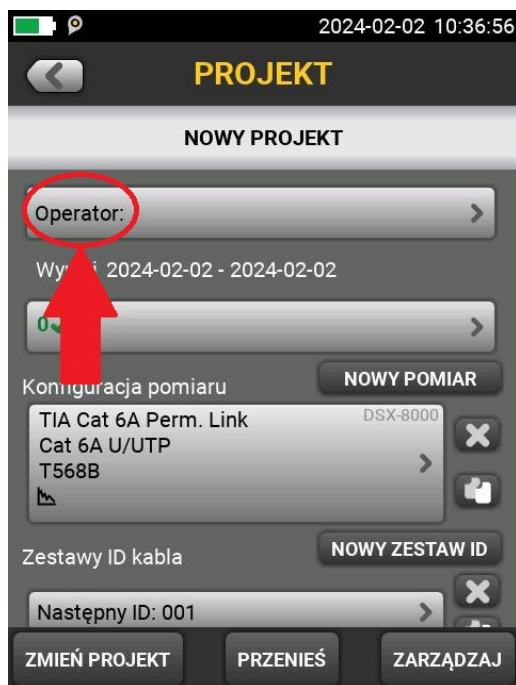 2024-02-02 10:36:56
PROJEKT
NOWY PROJEKT
Operator:
2024-02-02 - 2024-02-02
0
Konfiguracja pomiaru
NOWY POMIAR
TIA Cat 6A Perm. Link
DSX-8000
Cat 6A U/UTP
T568B
Zestawy ID kabla
NOWY ZESTAW ID
Następny ID: 001
ZMIEŃ PROJEKT
PRZENIEŚ
ZARZĄDZAJ